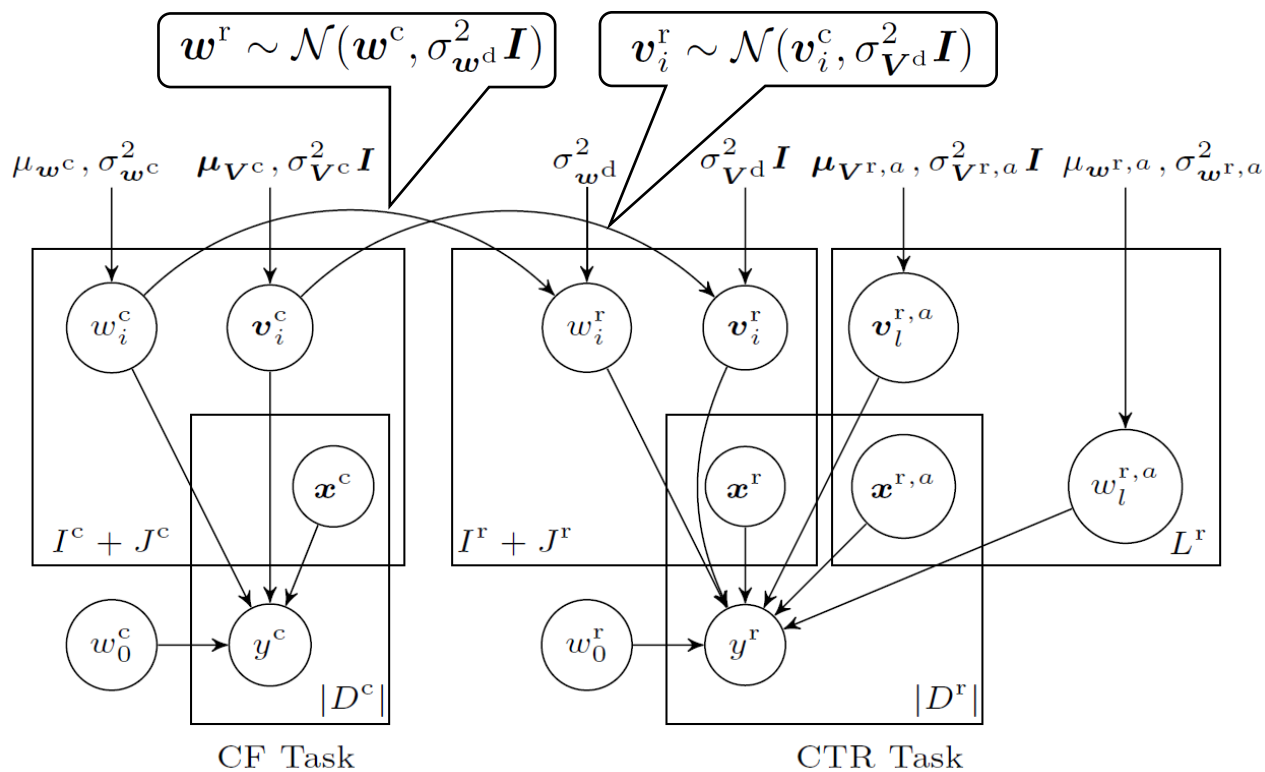 𝒘^r ∼ 𝒩(𝒘^c, σ²_{𝒘^d} 𝑰)
𝒗_i^r ∼ 𝒩(𝒗_i^c, σ²_{𝑽^d} 𝑰)
μ_{𝒘^c}, σ²_{𝒘^c}
𝝁_{𝑽^c}, σ²_{𝑽^c} 𝑰
σ²_{𝒘^d}
σ²_{𝑽^d} 𝑰
𝝁_{𝑽^{r,a}}, σ²_{𝑽^{r,a}} 𝑰
μ_{𝒘^{r,a}}, σ²_{𝒘^{r,a}}
w_i^c
𝒗_i^c
w_i^r
𝒗_i^r
𝒗_l^{r,a}
𝒙^c
𝒙^r
𝒙^{r,a}
w_l^{r,a}
I^c + J^c
I^r + J^r
L^r
w_0^c
y^c
w_0^r
y^r
|D^c|
|D^r|
CF Task
CTR Task